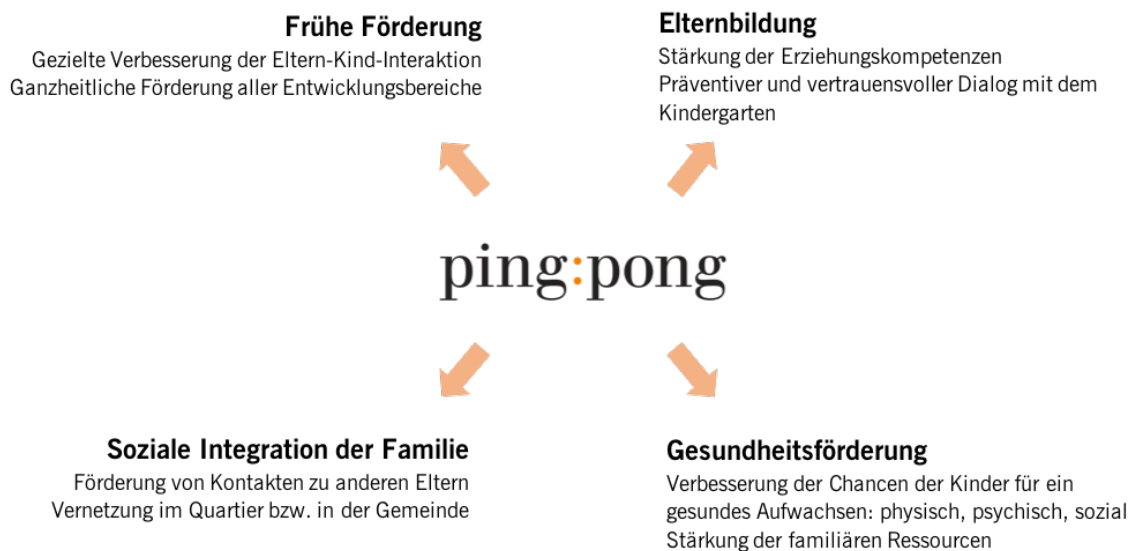 Frühe Förderung
Gezielte Verbesserung der Eltern-Kind-Interaktion
Ganzheitliche Förderung aller Entwicklungsbereiche
Elternbildung
Stärkung der Erziehungskompetenzen
Präventiver und vertrauensvoller Dialog mit dem
Kindergarten
ping:pong
Soziale Integration der Familie
Förderung von Kontakten zu anderen Eltern
Vernetzung im Quartier bzw. in der Gemeinde
Gesundheitsförderung
Verbesserung der Chancen der Kinder für ein
gesundes Aufwachsen: physisch, psychisch, sozial
Stärkung der familiären Ressourcen